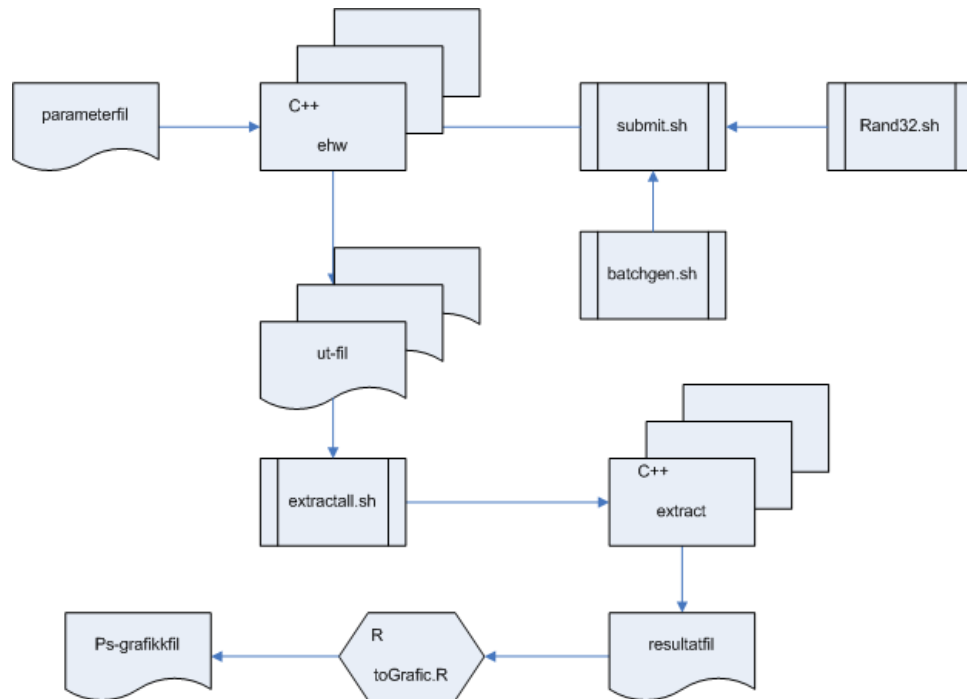 parameterfil
C++
ehw
submit.sh
Rand32.sh
batchgen.sh
ut-fil
extractall.sh
C++
extract
Ps-grafikkfil
R
toGrafic.R
resultatfil